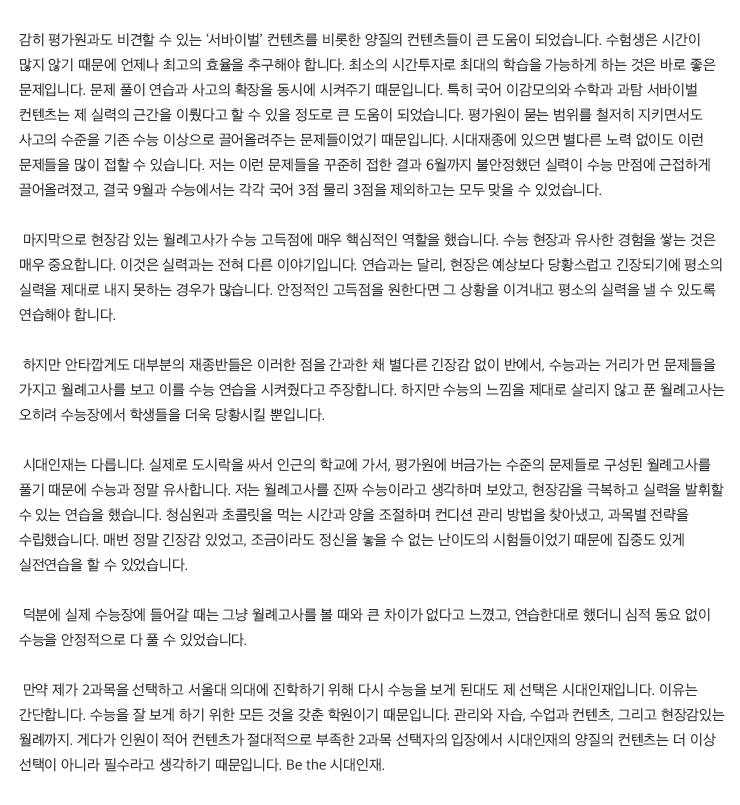 감히 평가원과도 비견할 수 있는 ‘서바이벌’ 컨텐츠를 비롯한 양질의 컨텐츠들이 큰 도움이 되었습니다. 수험생은 시간이
많지 않기 때문에 언제나 최고의 효율을 추구해야 합니다. 최소의 시간투자로 최대의 학습을 가능하게 하는 것은 바로 좋은
문제입니다. 문제 풀이 연습과 사고의 확장을 동시에 시켜주기 때문입니다. 특히 국어 이감모의와 수학과 과탐 서바이벌
컨텐츠는 제 실력의 근간을 이뤘다고 할 수 있을 정도로 큰 도움이 되었습니다. 평가원이 묻는 범위를 철저히 지키면서도
사고의 수준을 기존 수능 이상으로 끌어올려주는 문제들이었기 때문입니다. 시대재종에 있으면 별다른 노력 없이도 이런
문제들을 많이 접할 수 있습니다. 저는 이런 문제들을 꾸준히 접한 결과 6월까지 불안정했던 실력이 수능 만점에 근접하게
끌어올려졌고, 결국 9월과 수능에서는 각각 국어 3점 물리 3점을 제외하고는 모두 맞을 수 있었습니다.
마지막으로 현장감 있는 월례고사가 수능 고득점에 매우 핵심적인 역할을 했습니다. 수능 현장과 유사한 경험을 쌓는 것은
매우 중요합니다. 이것은 실력과는 전혀 다른 이야기입니다. 연습과는 달리, 현장은 예상보다 당황스럽고 긴장되기에 평소의
실력을 제대로 내지 못하는 경우가 많습니다. 안정적인 고득점을 원한다면 그 상황을 이겨내고 평소의 실력을 낼 수 있도록
연습해야 합니다.
하지만 안타깝게도 대부분의 재종반들은 이러한 점을 간과한 채 별다른 긴장감 없이 반에서, 수능과는 거리가 먼 문제들을
가지고 월례고사를 보고 이를 수능 연습을 시켜줬다고 주장합니다. 하지만 수능의 느낌을 제대로 살리지 않고 푼 월례고사는
오히려 수능장에서 학생들을 더욱 당황시킬 뿐입니다.
시대인재는 다릅니다. 실제로 도시락을 싸서 인근의 학교에 가서, 평가원에 버금가는 수준의 문제들로 구성된 월례고사를
풀기 때문에 수능과 정말 유사합니다. 저는 월례고사를 진짜 수능이라고 생각하며 보았고, 현장감을 극복하고 실력을 발휘할
수 있는 연습을 했습니다. 청심원과 초콜릿을 먹는 시간과 양을 조절하며 컨디션 관리 방법을 찾아냈고, 과목별 전략을
수립했습니다. 매번 정말 긴장감 있었고, 조금이라도 정신을 놓을 수 없는 난이도의 시험들이었기 때문에 집중도 있게
실전연습을 할 수 있었습니다.
덕분에 실제 수능장에 들어갈 때는 그냥 월례고사를 볼 때와 큰 차이가 없다고 느꼈고, 연습한대로 했더니 심적 동요 없이
수능을 안정적으로 다 풀 수 있었습니다.
만약 제가 2과목을 선택하고 서울대 의대에 진학하기 위해 다시 수능을 보게 된대도 제 선택은 시대인재입니다. 이유는
간단합니다. 수능을 잘 보게 하기 위한 모든 것을 갖춘 학원이기 때문입니다. 관리와 자습, 수업과 컨텐츠, 그리고 현장감있는
월례까지. 게다가 인원이 적어 컨텐츠가 절대적으로 부족한 2과목 선택자의 입장에서 시대인재의 양질의 컨텐츠는 더 이상
선택이 아니라 필수라고 생각하기 때문입니다. Be the 시대인재.